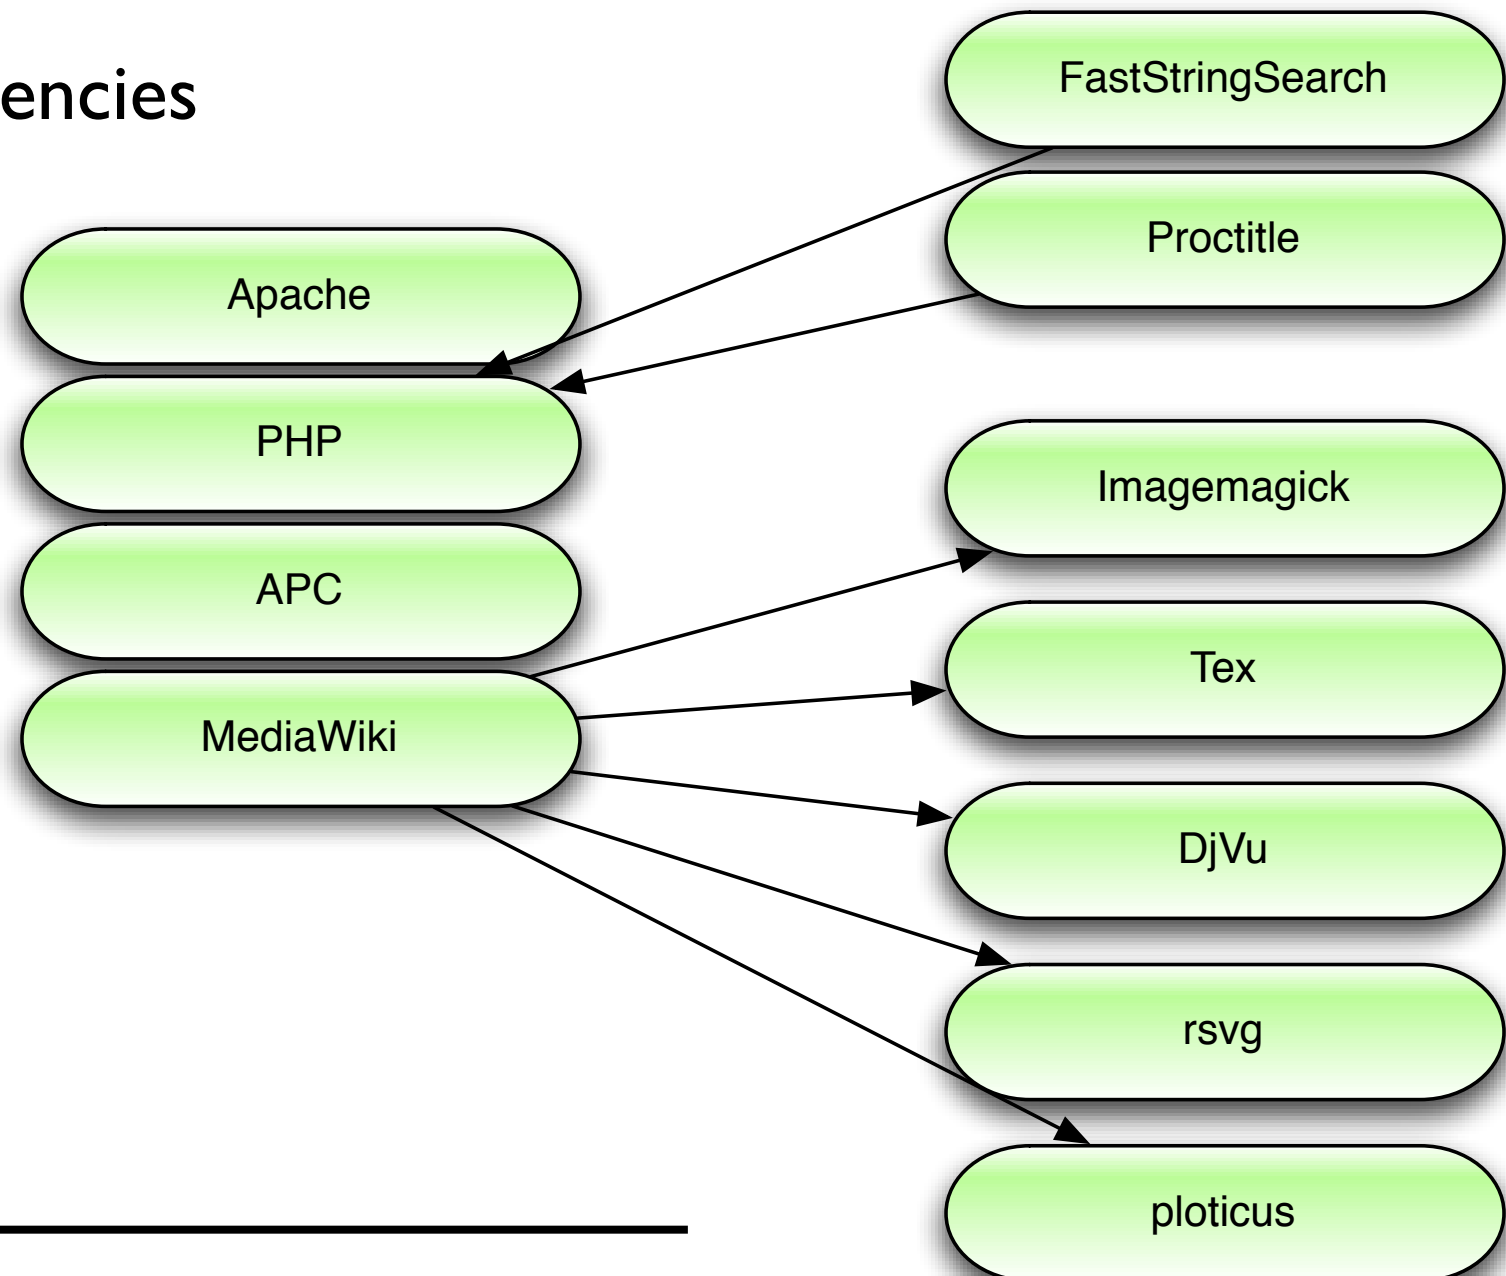 encies
FastStringSearch
Proctitle
Apache
PHP
APC
MediaWiki
Imagemagick
Tex
DjVu
rsvg
ploticus